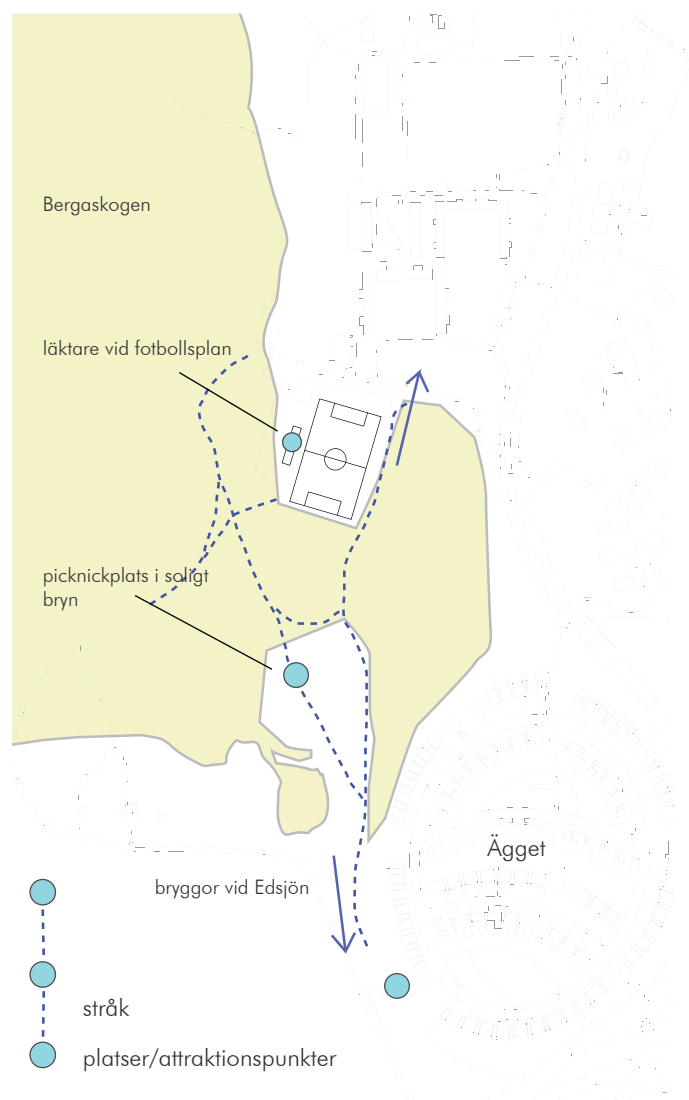 Bergaskogen
läktare vid fotbollsplan
picknickplats i soligt
bryn
Ägget
bryggor vid Edsjön
stråk
platser/attraktionspunkter